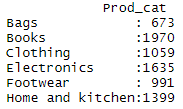 Prod_cat
Bags            : 673
Books           :1970
Clothing        :1059
Electronics     :1635
Footwear        : 991
Home and kitchen:1399